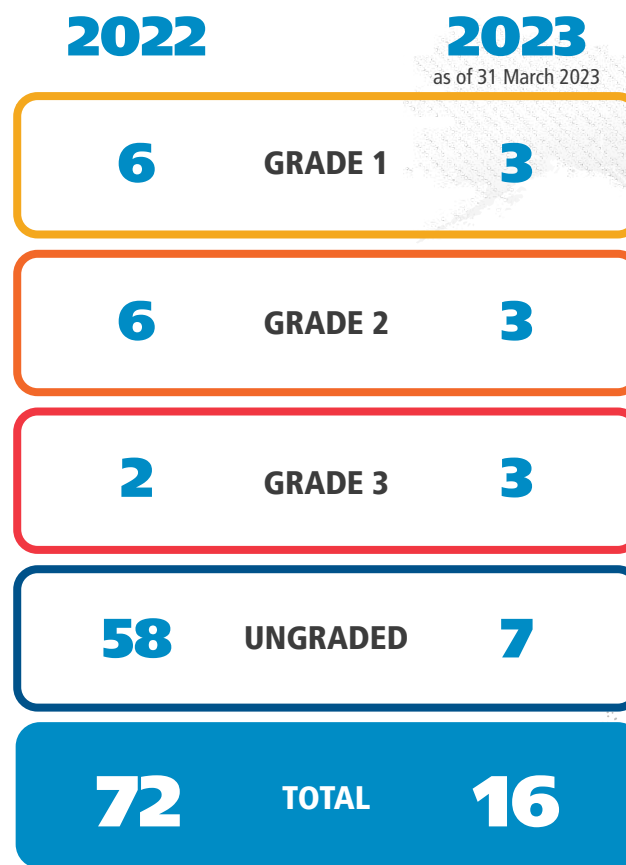 2022 2023
as of 31 March 2023
6 GRADE 1 3
6 GRADE 2 3
2 GRADE 3 3
58 UNGRADED 7
72 TOTAL 16